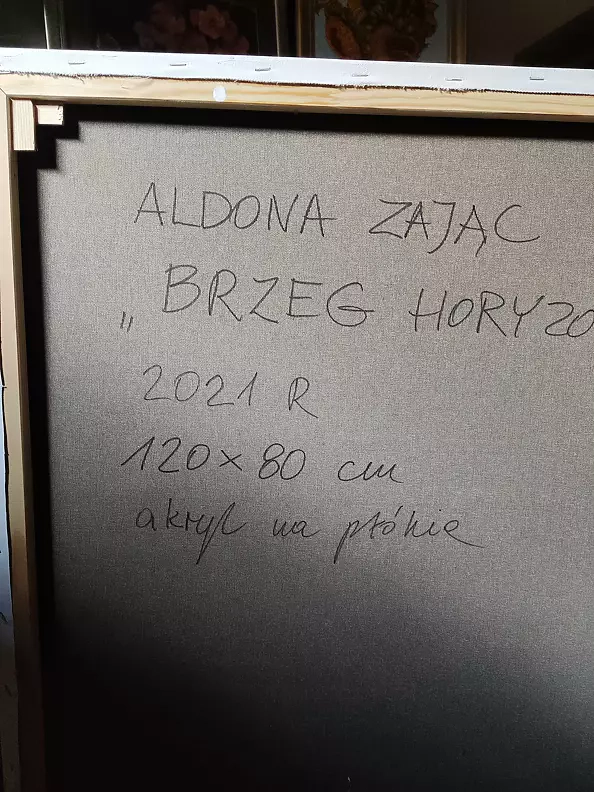 ALDONA ZAJĄC
„BRZEG HORYZO
2021 R
120 x 80 cm
akryl na płótnie